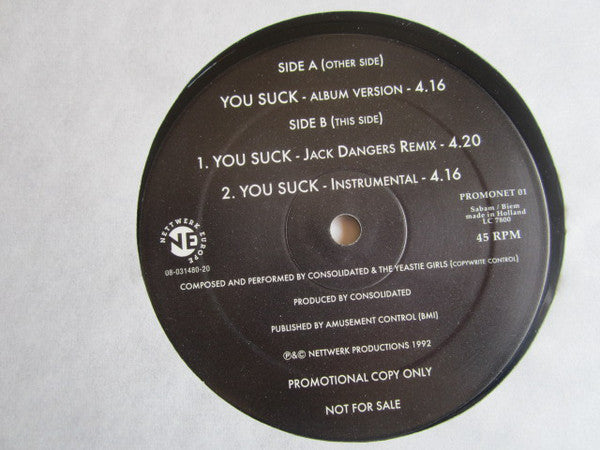 SIDE A (OTHER SIDE)
YOU SUCK - ALBUM VERSION - 4.16
SIDE B (THIS SIDE)
1. YOU SUCK - JACK DANGERS REMIX - 4.20
2. YOU SUCK - INSTRUMENTAL - 4.16
PROMONET 01
Sabam / Biem
made in Holland
LC 7800
45 RPM
NETTWERK EUROPE
NE
08-031480-20
COMPOSED AND PERFORMED BY CONSOLIDATED & THE YEASTIE GIRLS (COPYWRITE CONTROL)
PRODUCED BY CONSOLIDATED
PUBLISHED BY AMUSEMENT CONTROL (BMI)
℗&© NETTWERK PRODUCTIONS 1992
PROMOTIONAL COPY ONLY
NOT FOR SALE